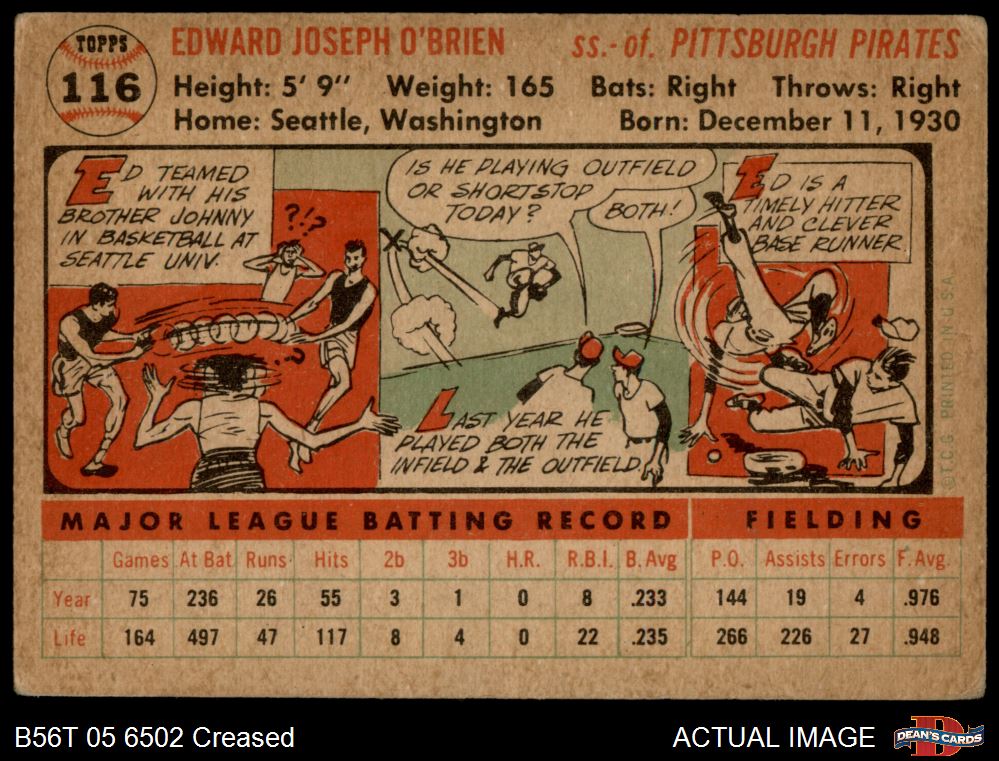 TOPPS
116
EDWARD JOSEPH O'BRIEN ss.-of. PITTSBURGH PIRATES
Height: 5' 9" Weight: 165 Bats: Right Throws: Right
Home: Seattle, Washington Born: December 11, 1930
ED TEAMED
WITH HIS
BROTHER JOHNNY
IN BASKETBALL AT
SEATTLE UNIV.
?!?
?
IS HE PLAYING OUTFIELD
OR SHORTSTOP
TODAY?
BOTH!
LAST YEAR HE
PLAYED BOTH THE
INFIELD & THE OUTFIELD.
ED IS A
TIMELY HITTER
AND CLEVER
BASE RUNNER.
©T.C.G. PRINTED IN U.S.A.
MAJOR LEAGUE BATTING RECORD FIELDING
Games At Bat Runs Hits 2b 3b H.R. R.B.I. B. Avg P.O. Assists Errors F. Avg.
Year 75 236 26 55 3 1 0 8 .233 144 19 4 .976
Life 164 497 47 117 8 4 0 22 .235 266 226 27 .948
B56T 05 6502 Creased ACTUAL IMAGE
DEAN'S CARDS